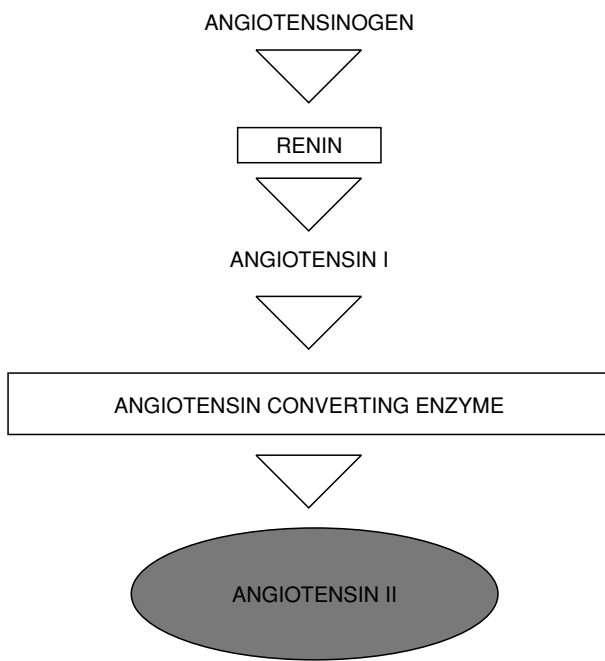 ANGIOTENSINOGEN
RENIN
ANGIOTENSIN I
ANGIOTENSIN CONVERTING ENZYME
ANGIOTENSIN II